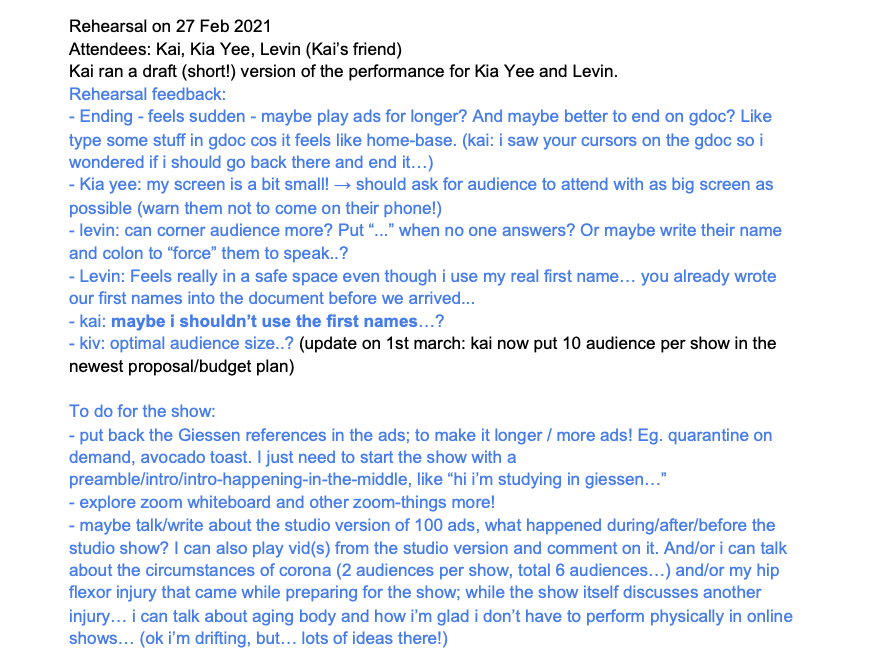 Rehearsal on 27 Feb 2021
Attendees: Kai, Kia Yee, Levin (Kai’s friend)
Kai ran a draft (short!) version of the performance for Kia Yee and Levin.
Rehearsal feedback:
- Ending - feels sudden - maybe play ads for longer? And maybe better to end on gdoc? Like
type some stuff in gdoc cos it feels like home-base. (kai: i saw your cursors on the gdoc so i
wondered if i should go back there and end it…)
- Kia yee: my screen is a bit small! → should ask for audience to attend with as big screen as
possible (warn them not to come on their phone!)
- levin: can corner audience more? Put “...” when no one answers? Or maybe write their name
and colon to “force” them to speak..?
- Levin: Feels really in a safe space even though i use my real first name… you already wrote
our first names into the document before we arrived...
- kai: maybe i shouldn’t use the first names…?
- kiv: optimal audience size..? (update on 1st march: kai now put 10 audience per show in the
newest proposal/budget plan)
To do for the show:
- put back the Giessen references in the ads; to make it longer / more ads! Eg. quarantine on
demand, avocado toast. I just need to start the show with a
preamble/intro/intro-happening-in-the-middle, like “hi i’m studying in giessen…”
- explore zoom whiteboard and other zoom-things more!
- maybe talk/write about the studio version of 100 ads, what happened during/after/before the
studio show? I can also play vid(s) from the studio version and comment on it. And/or i can talk
about the circumstances of corona (2 audiences per show, total 6 audiences…) and/or my hip
flexor injury that came while preparing for the show; while the show itself discusses another
injury… i can talk about aging body and how i’m glad i don’t have to perform physically in online
shows… (ok i’m drifting, but… lots of ideas there!)